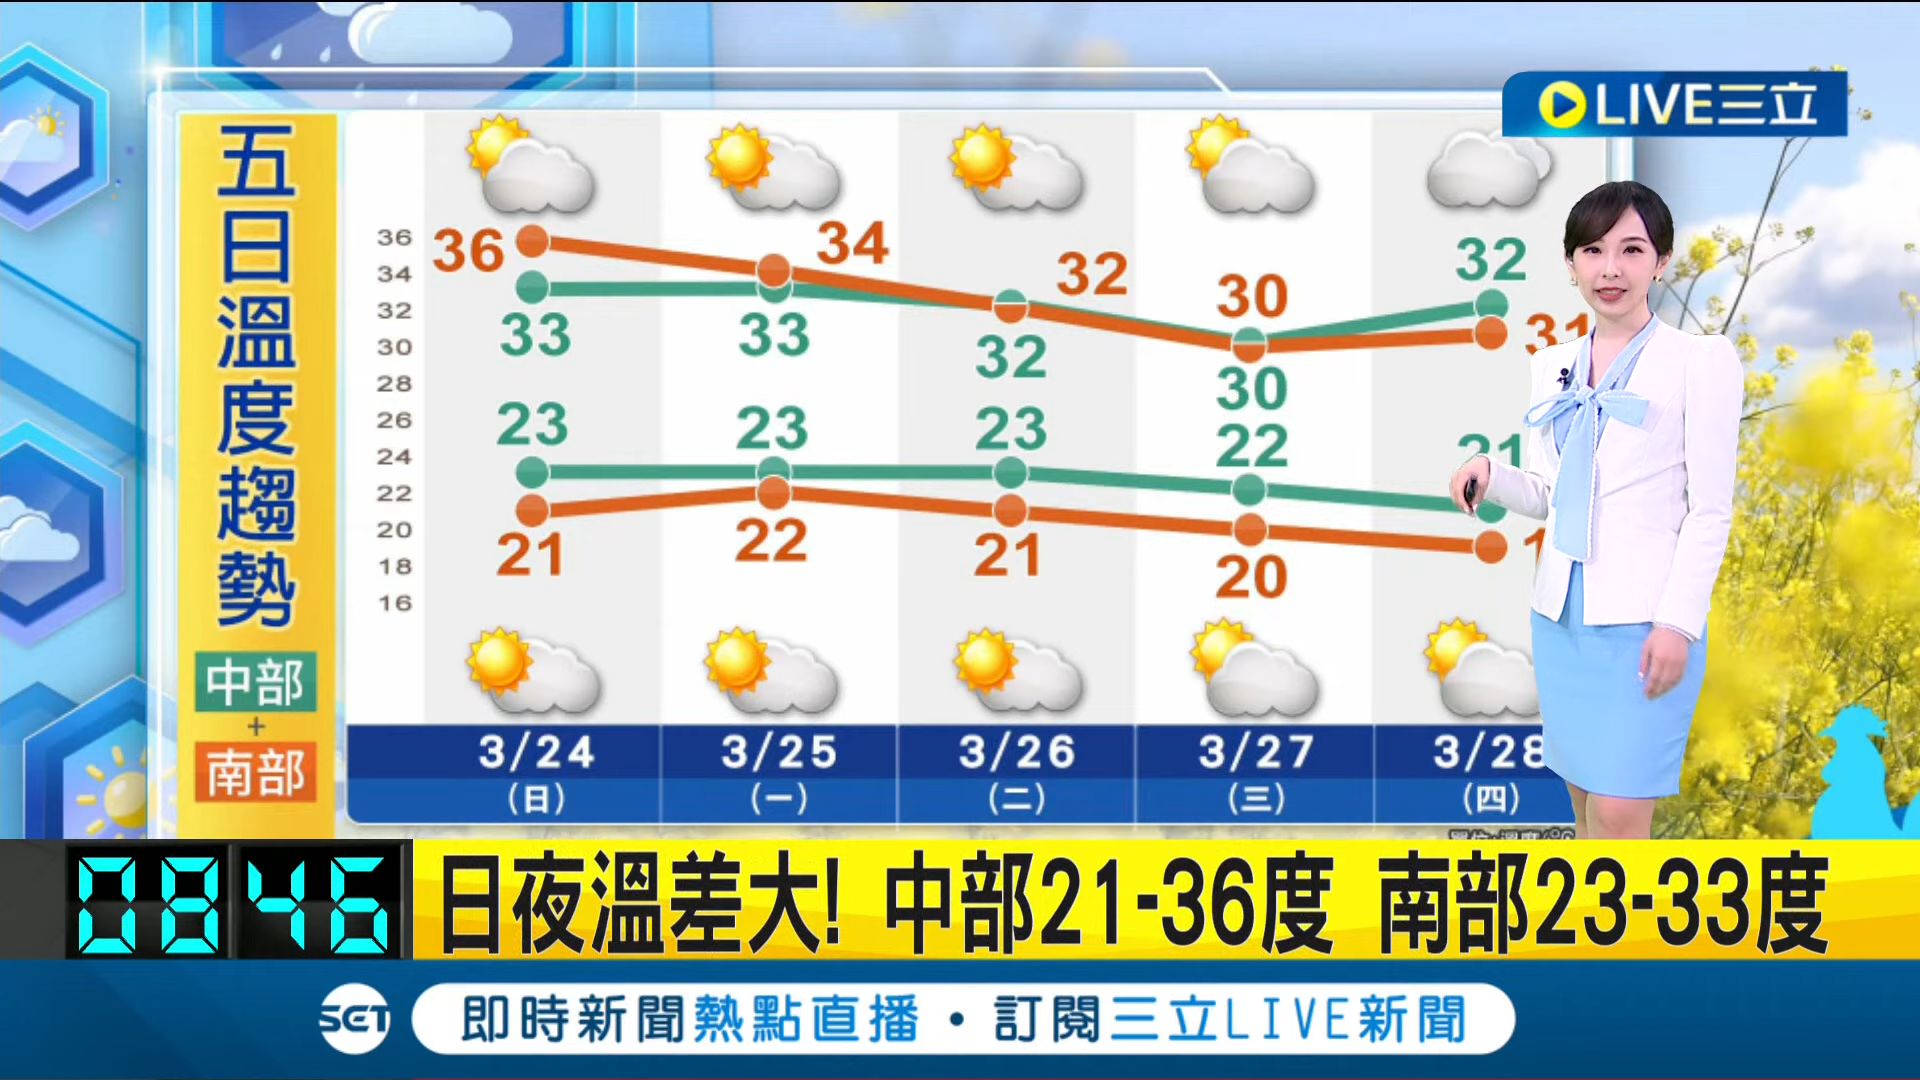 LIVE三立
五日溫度趨勢
中部
+
南部
36
34
32
30
28
26
24
22
20
18
16
36 34 32 30 32
33 33 32 30 31
23 23 23 22 21
21 22 21 20
3/24 3/25 3/26 3/27 3/28
(日) (一) (二) (三) (四)
0846
日夜溫差大! 中部21-36度 南部23-33度
SET
即時新聞熱點直播・訂閱三立LIVE新聞